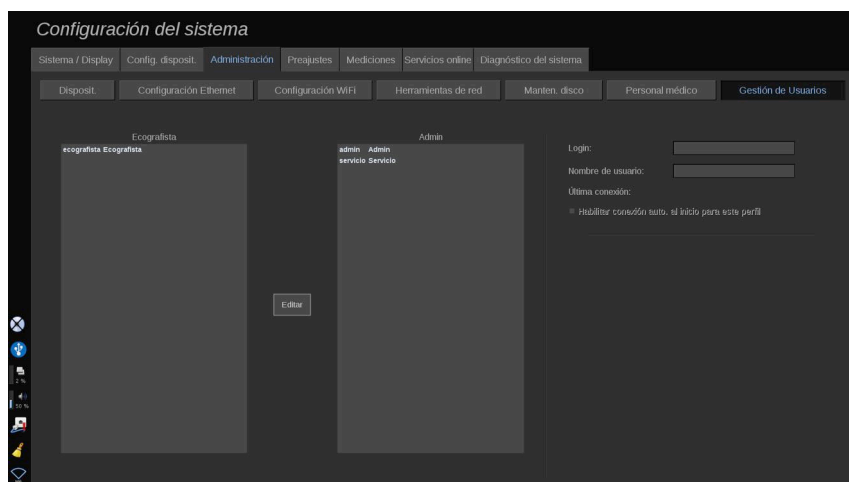 Configuración del sistema
Sistema / Display Config. disposit. Administración Preajustes Mediciones Servicios online Diagnóstico del sistema
Disposit. Configuración Ethernet Configuración WiFi Herramientas de red Manten. disco Personal médico Gestión de Usuarios
Ecografista Admin
ecografista Ecografista
admin Admin
servicio Servicio
Login:
Nombre de usuario:
Última conexión:
Habilitar conexión auto. al inicio para este perfil
Editar
2 %
50 %